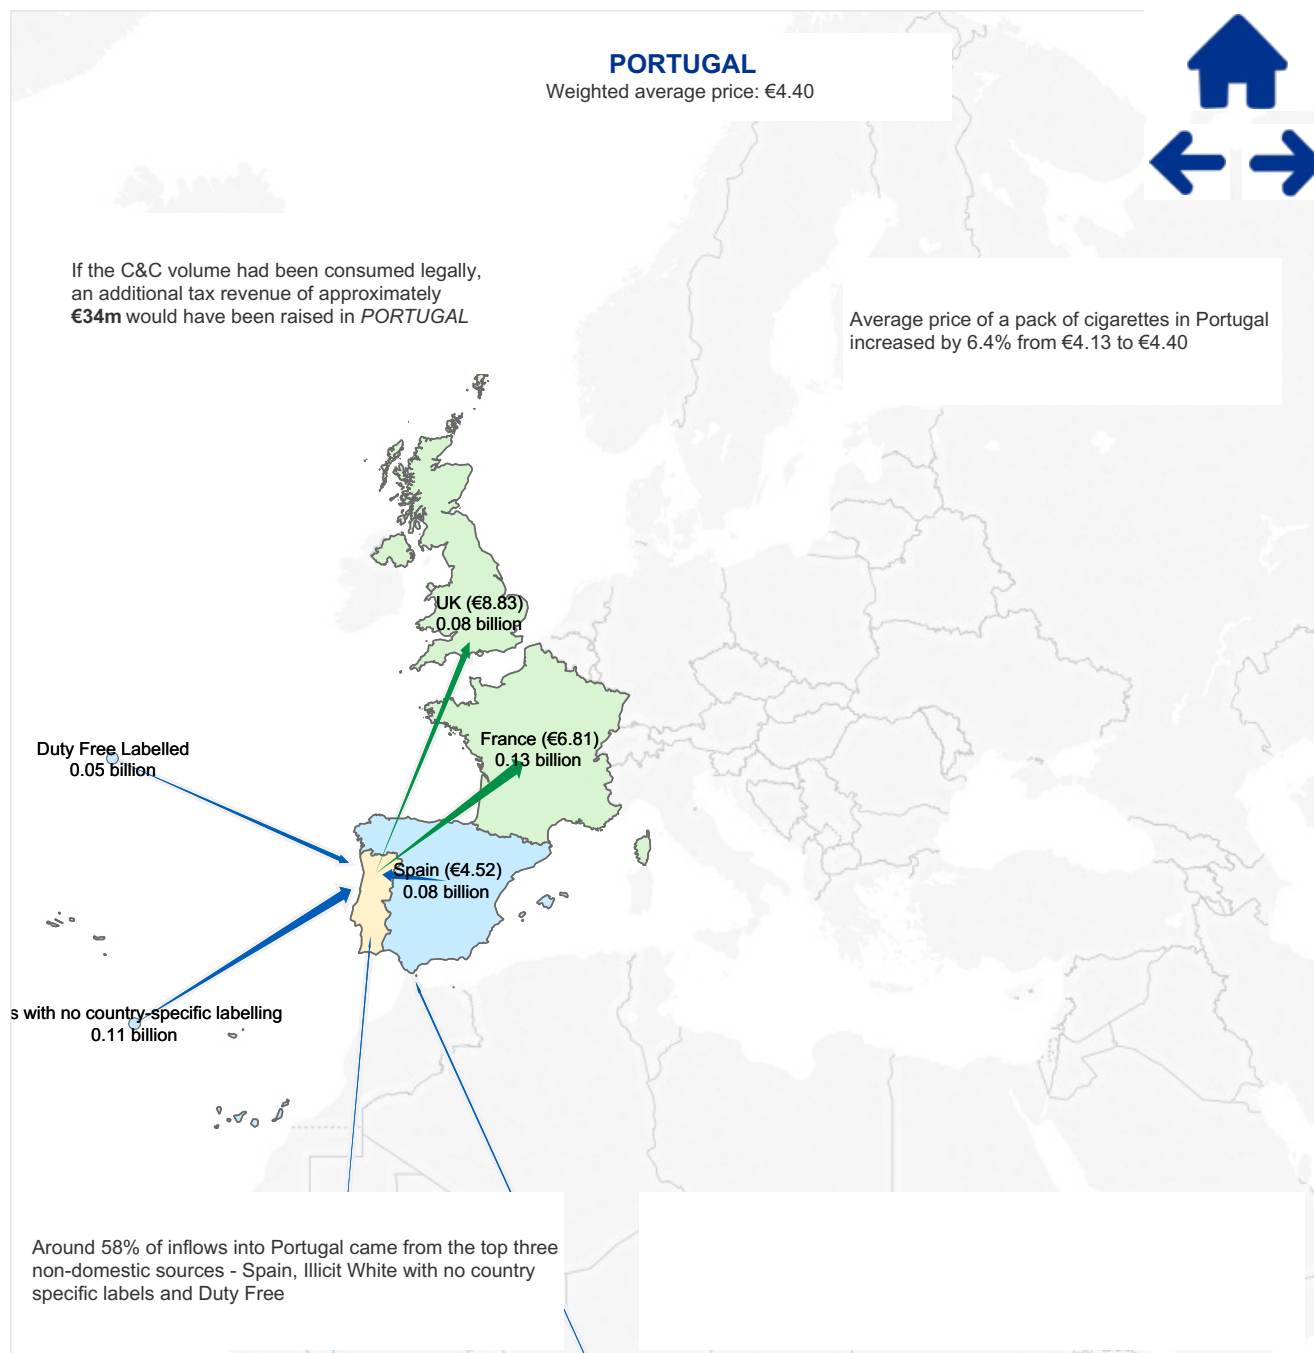 PORTUGAL
Weighted average price: €4.40
If the C&C volume had been consumed legally,
an additional tax revenue of approximately
€34m would have been raised in PORTUGAL
Average price of a pack of cigarettes in Portugal
increased by 6.4% from €4.13 to €4.40
UK (€8.83)
0.08 billion
France (€6.81)
0.13 billion
Duty Free Labelled
0.05 billion
Spain (€4.52)
0.08 billion
s with no country-specific labelling
0.11 billion
Around 58% of inflows into Portugal came from the top three
non-domestic sources - Spain, Illicit White with no country
specific labels and Duty Free